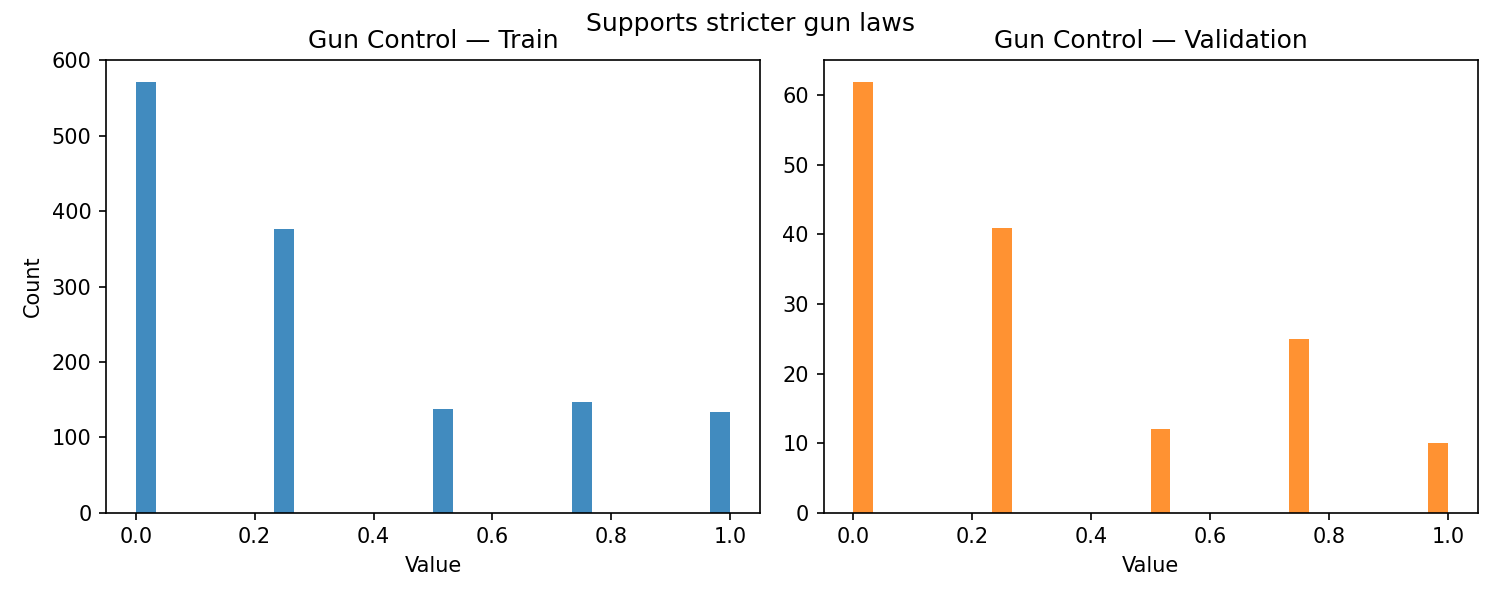 Supports stricter gun laws
Gun Control — Train
Count
600
500
400
300
200
100
0
0.0 0.2 0.4 0.6 0.8 1.0
Value
Gun Control — Validation
60
50
40
30
20
10
0
0.0 0.2 0.4 0.6 0.8 1.0
Value